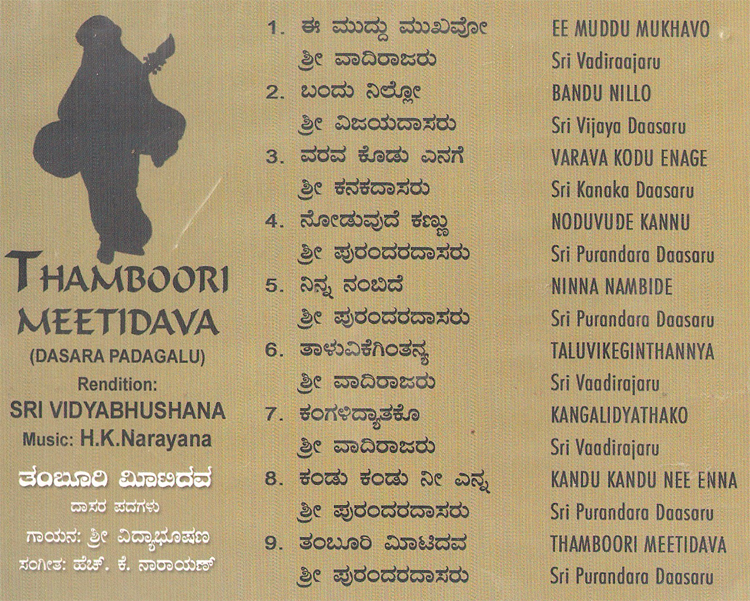 THAMBOORI
MEETIDAVA
(DASARA PADAGALU)
Rendition:
SRI VIDYABHUSHANA
Music: H.K.Narayana
ತಂಬೂರಿ ಮೀಟಿದವ
ದಾಸರ ಪದಗಳು
ಗಾಯನ: ಶ್ರೀ ವಿದ್ಯಾಭೂಷಣ
ಸಂಗೀತ: ಹೆಚ್. ಕೆ. ನಾರಾಯಣ್
1. ಈ ಮುದ್ದು ಮುಖವೋ EE MUDDU MUKHAVO
ಶ್ರೀ ವಾದಿರಾಜರು Sri Vadiraajaru
2. ಬಂದು ನಿಲ್ಲೋ BANDU NILLO
ಶ್ರೀ ವಿಜಯದಾಸರು Sri Vijaya Daasaru
3. ವರವ ಕೊಡು ಎನಗೆ VARAVA KODU ENAGE
ಶ್ರೀ ಕನಕದಾಸರು Sri Kanaka Daasaru
4. ನೋಡುವುದೆ ಕಣ್ಣು NODUVUDE KANNU
ಶ್ರೀ ಪುರಂದರದಾಸರು Sri Purandara Daasaru
5. ನಿನ್ನ ನಂಬಿದೆ NINNA NAMBIDE
ಶ್ರೀ ಪುರಂದರದಾಸರು Sri Purandara Daasaru
6. ತಾಳುವಿಕೆಗಿಂತನ್ಯ TALUVIKEGINTHANNYA
ಶ್ರೀ ವಾದಿರಾಜರು Sri Vaadirajaru
7. ಕಂಗಳಿದ್ಯಾತಕೊ KANGALIDYATHAKO
ಶ್ರೀ ವಾದಿರಾಜರು Sri Vaadirajaru
8. ಕಂಡು ಕಂಡು ನೀ ಎನ್ನ KANDU KANDU NEE ENNA
ಶ್ರೀ ಪುರಂದರದಾಸರು Sri Purandara Daasaru
9. ತಂಬೂರಿ ಮೀಟಿದವ THAMBOORI MEETIDAVA
ಶ್ರೀ ಪುರಂದರದಾಸರು Sri Purandara Daasaru